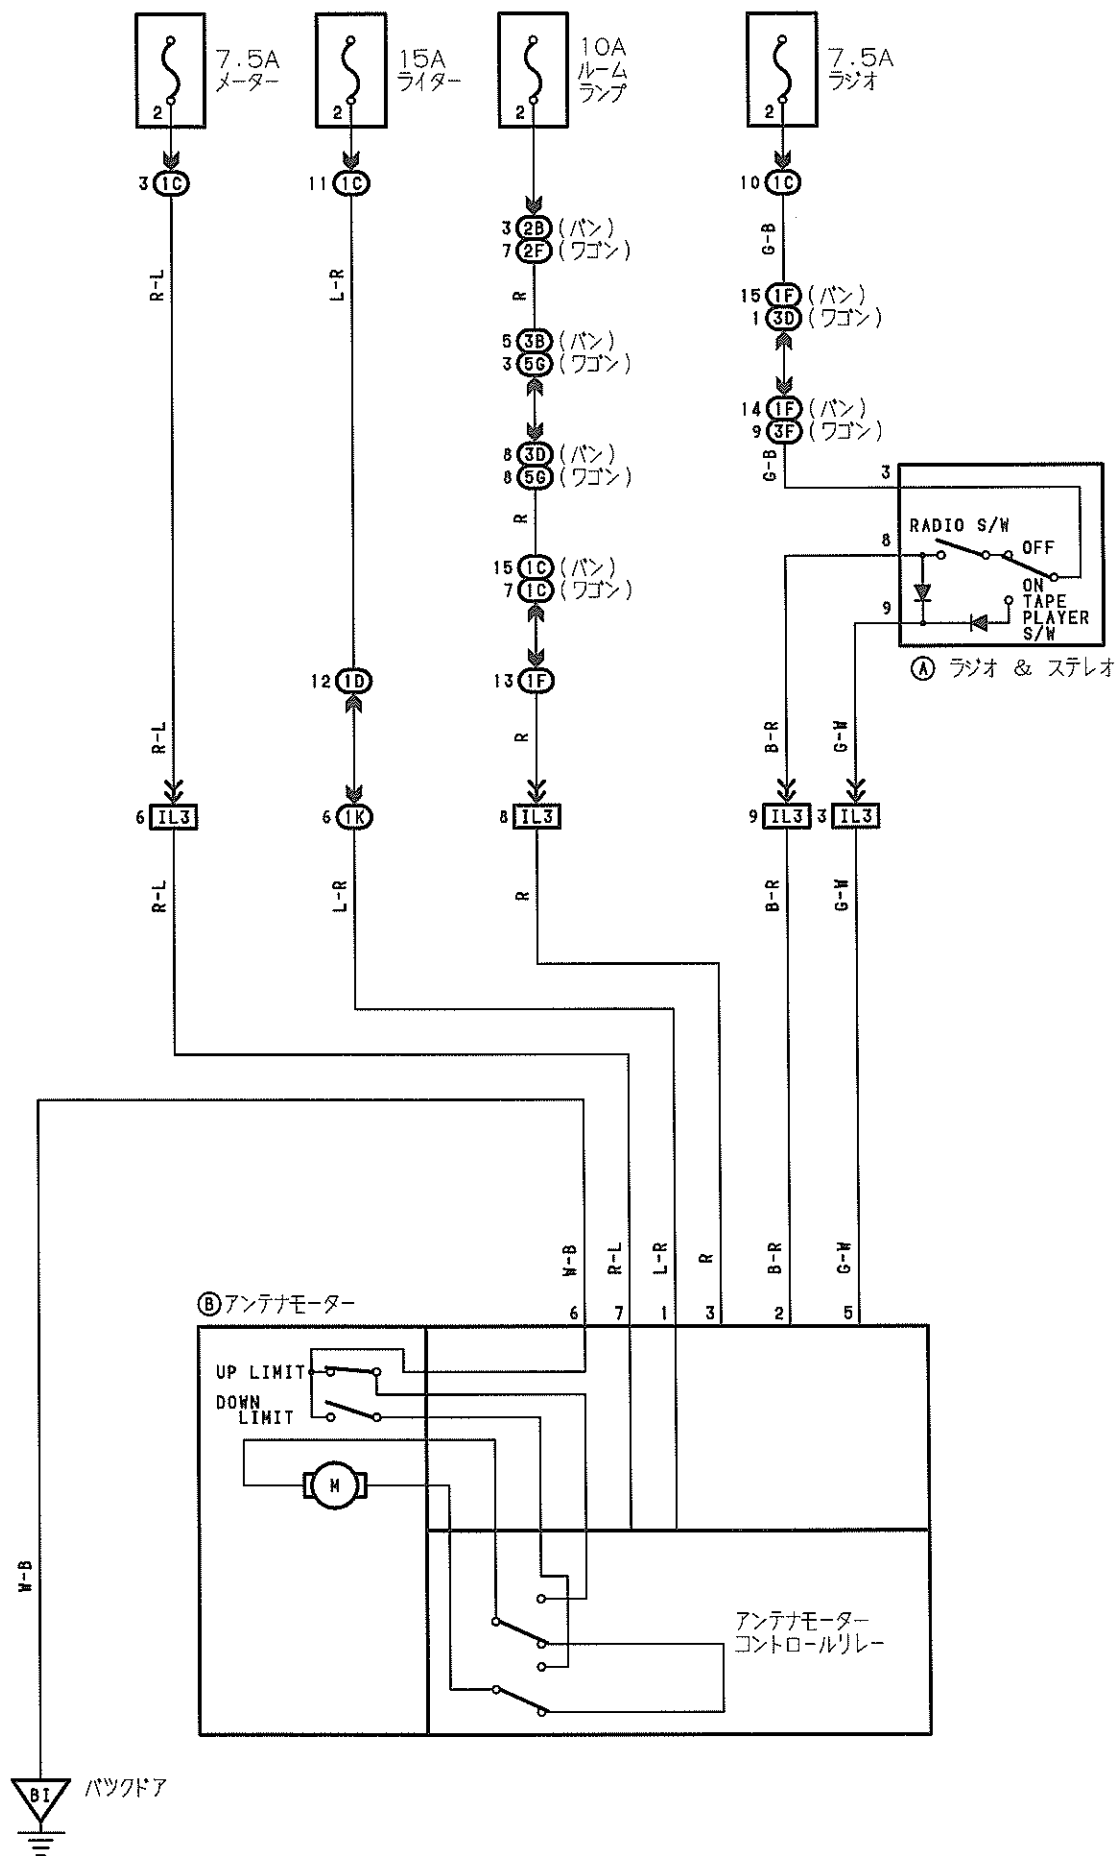 7.5A
メーター
2
15A
ライター
2
10A
ルーム
ランプ
2
7.5A
ラジオ
2
3 1C
11 1C
10 1C
3 2B (バン)
7 2F (ワゴン)
R-L
L-R
R
G-B
15 1F (バン)
1 3D (ワゴン)
5 3B (バン)
3 5G (ワゴン)
14 1F (バン)
9 3F (ワゴン)
8 3D (バン)
8 5G (ワゴン)
G-B
3
R
RADIO S/W
8
OFF
15 1C (バン)
7 1C (ワゴン)
ON
TAPE
PLAYER
S/W
9
A ラジオ & ステレオ
12 1D
13 1F
R-L
R
B-R
G-W
6 IL3
6 1K
8 IL3
9 IL3
3 IL3
R-L
L-R
R
B-R
G-W
W-B
R-L
L-R
R
B-R
G-W
B アンテナモーター
6 7 1 3 2 5
UP LIMIT
DOWN
LIMIT
M
W-B
アンテナモーター
コントロールリレー
BI バツクドア